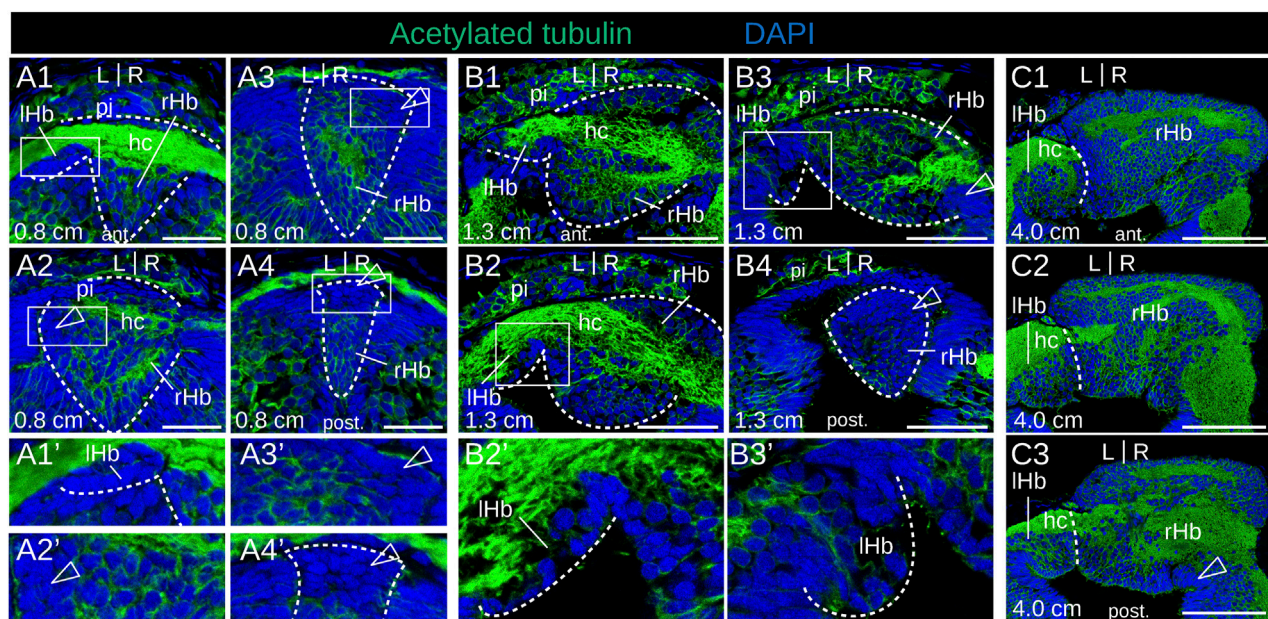 Acetylated tubulin DAPI
A1 L | R
pi rHb
lHb
hc
0.8 cm ant.
A3 L | R
rHb
0.8 cm
B1 L | R
pi
hc
lHb
rHb
1.3 cm ant.
B3 L | R
lHb pi
rHb
1.3 cm
C1 L | R
lHb
rHb
hc
4.0 cm ant.
A2 L | R
pi
hc
rHb
0.8 cm
A4 L | R
rHb
0.8 cm post.
B2 L | R
pi rHb
hc
lHb
1.3 cm
B4 L | R
pi
rHb
1.3 cm post.
C2 L | R
lHb
rHb
hc
4.0 cm
A1’
lHb
A3’
B2’
lHb
B3’
lHb
C3 L | R
lHb
hc
rHb
4.0 cm post.
A2’
A4’